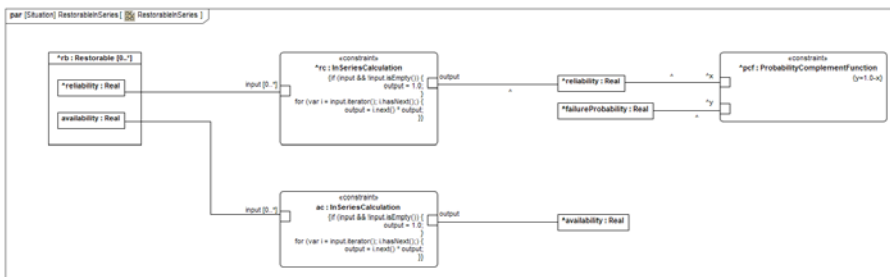 par [Situation] RestorableInSeries [ RestorableInSeries ]
^rb : Restorable [0..*]
^reliability : Real
availability : Real
input [0..*]
«constraint»
^rc : InSeriesCalculation
{if (input && !input.isEmpty()) {
output = 1.0;
}
for (var i = input.iterator(); i.hasNext();) {
output = i.next() * output;
}}
output
^
^reliability : Real
^failureProbability : Real
^
^x
^y
^
«constraint»
^pcf : ProbabilityComplementFunction
{y=1.0-x}
input [0..*]
«constraint»
ac : InSeriesCalculation
{if (input && !input.isEmpty()) {
output = 1.0;
}
for (var i = input.iterator(); i.hasNext();) {
output = i.next() * output;
}}
output
^availability : Real